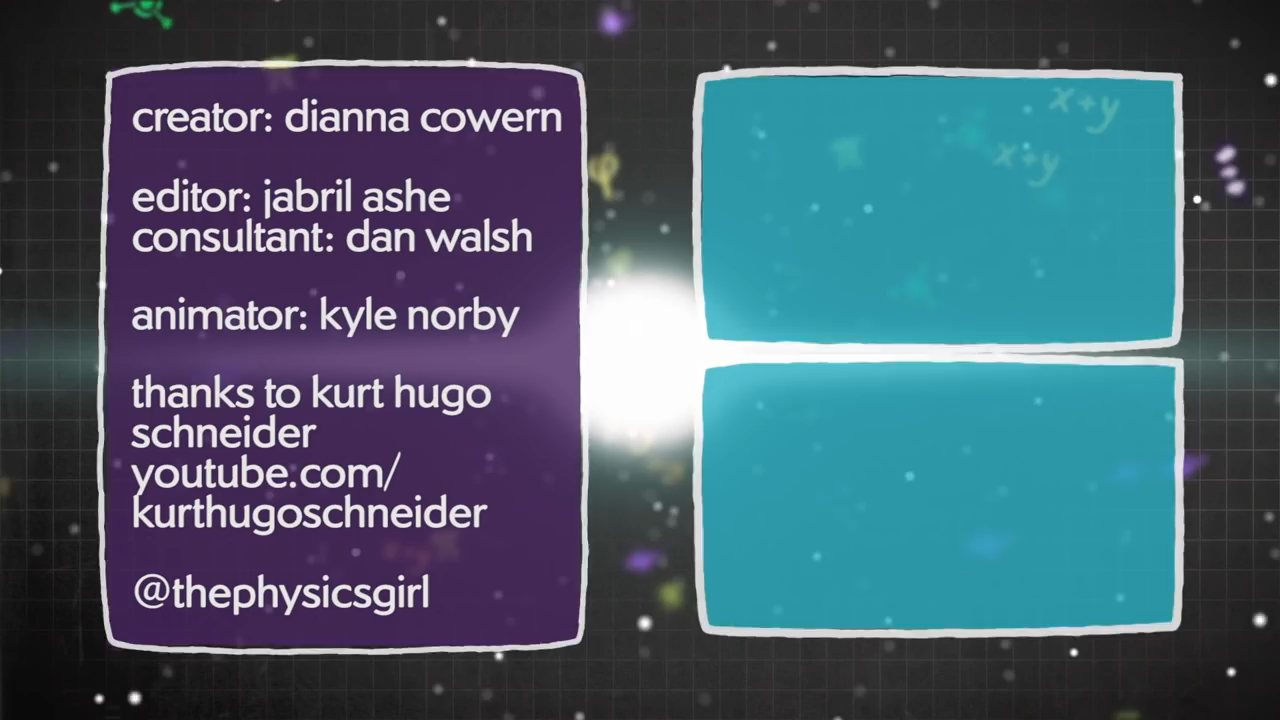 creator: dianna cowern
editor: jabril ashe
consultant: dan walsh
animator: kyle norby
thanks to kurt hugo
schneider
youtube.com/
kurthugoschneider
@thephysicsgirl
x+y
x+y
φ